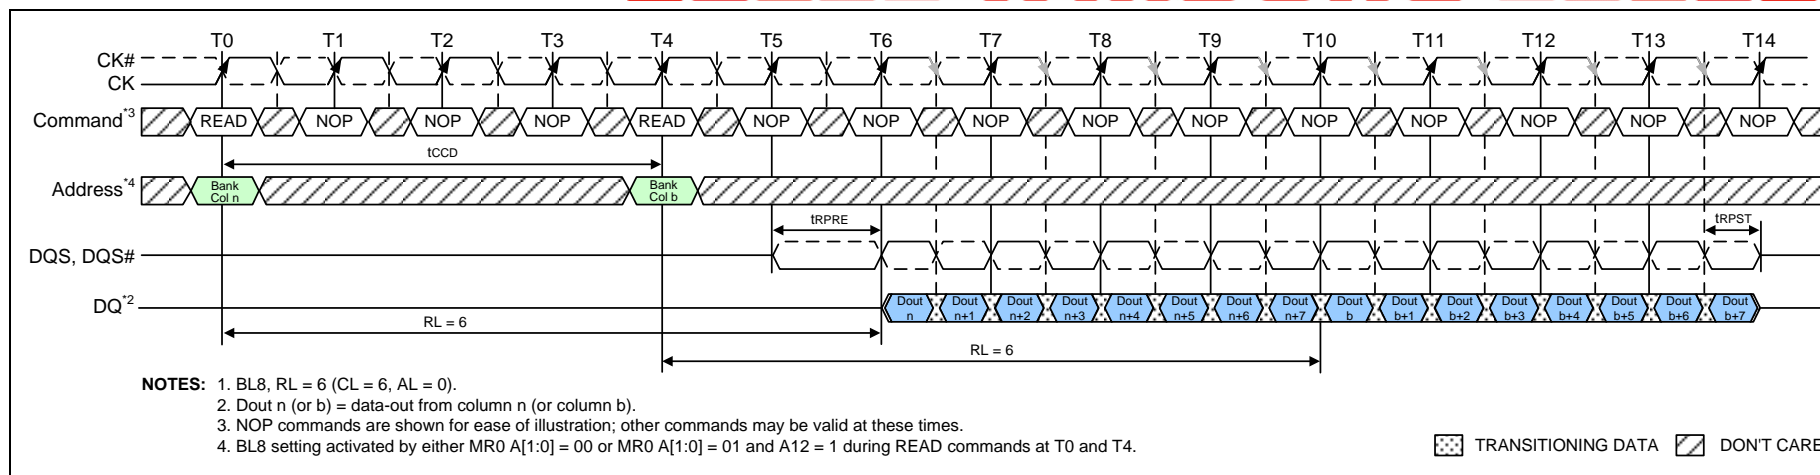 T0 T1 T2 T3 T4 T5 T6 T7 T8 T9 T10 T11 T12 T13 T14
CK#
CK
Command*3 READ NOP NOP NOP READ NOP NOP NOP NOP NOP NOP NOP NOP NOP NOP
tCCD
Address*4 Bank Col n Bank Col b
tRPRE tRPST
DQS, DQS#
DQ*2 Dout n Dout n+1 Dout n+2 Dout n+3 Dout n+4 Dout n+5 Dout n+6 Dout n+7 Dout b Dout b+1 Dout b+2 Dout b+3 Dout b+4 Dout b+5 Dout b+6 Dout b+7
RL = 6
RL = 6
NOTES: 1. BL8, RL = 6 (CL = 6, AL = 0).
2. Dout n (or b) = data-out from column n (or column b).
3. NOP commands are shown for ease of illustration; other commands may be valid at these times.
4. BL8 setting activated by either MR0 A[1:0] = 00 or MR0 A[1:0] = 01 and A12 = 1 during READ commands at T0 and T4.
TRANSITIONING DATA DON'T CARE